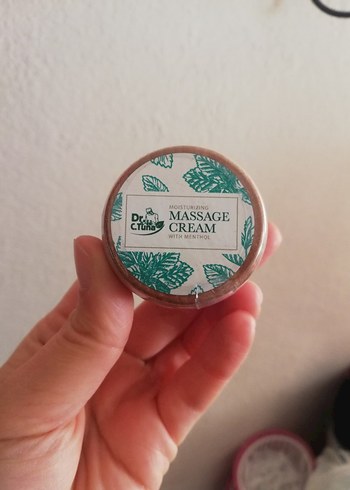 Dr.
C.Tuna
MOISTURIZING
MASSAGE
CREAM
WITH MENTHOL